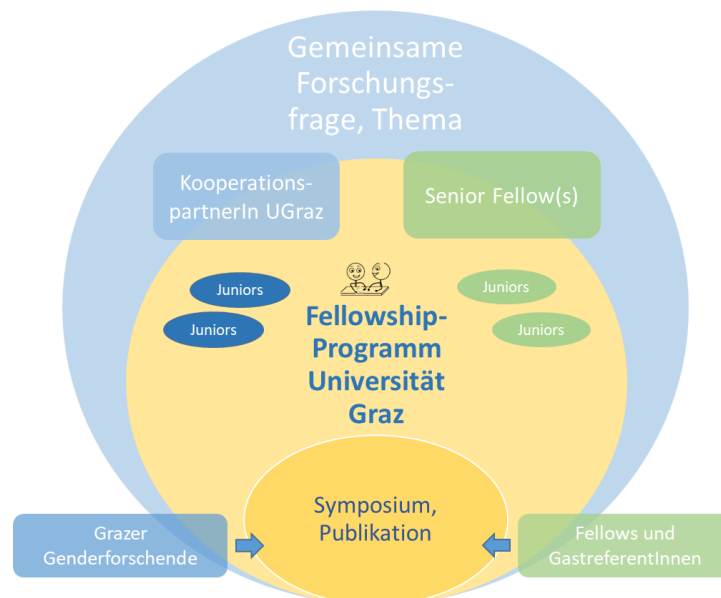 Gemeinsame
Forschungs-
frage, Thema
Kooperations-
partnerIn UGraz
Senior Fellow(s)
Juniors
Juniors
Juniors
Juniors
Fellowship-
Programm
Universität
Graz
Symposium,
Publikation
Grazer
Genderforschende
Fellows und
GastreferentInnen